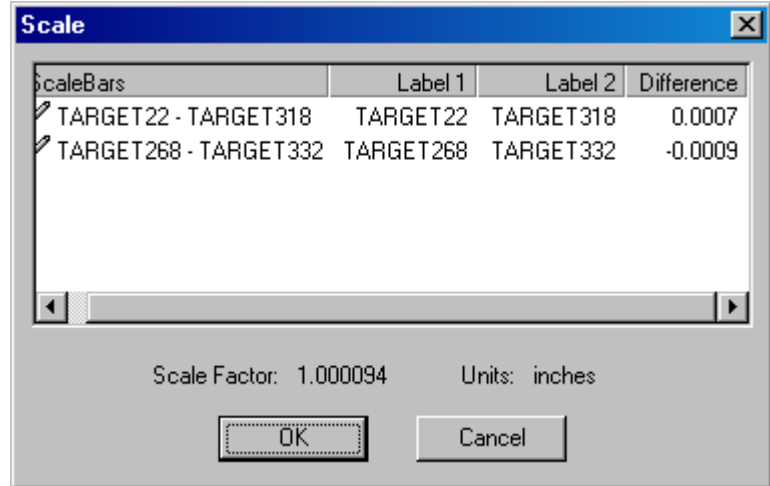 Scale
ScaleBars Label 1 Label 2 Difference
TARGET22 - TARGET318 TARGET22 TARGET318 0.0007
TARGET268 - TARGET332 TARGET268 TARGET332 -0.0009
Scale Factor: 1.000094 Units: inches
OK Cancel